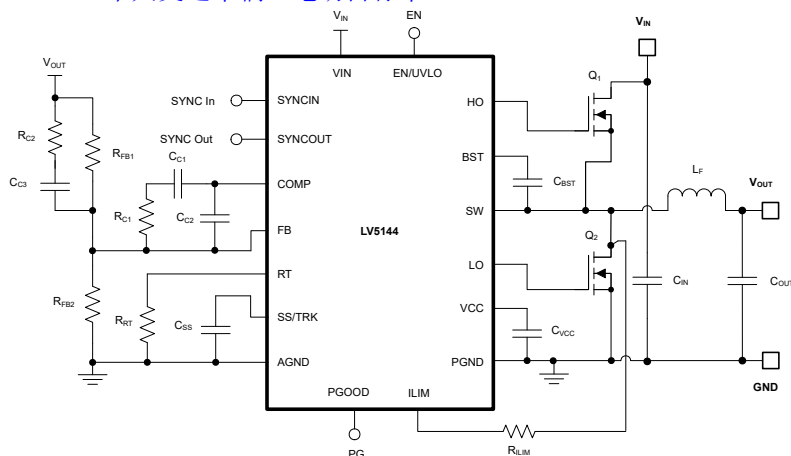 VIN
EN
VIN
VOUT
VIN
EN/UVLO
Q1
SYNC In
SYNCIN
HO
RC2
SYNC Out
SYNCOUT
RFB1
CC1
BST
CC3
COMP
CBST
LF
VOUT
RC1
CC2
SW
FB
LV5144
Q2
RT
LO
RFB2
CIN
COUT
SS/TRK
VCC
RRT
CSS
CVCC
AGND
PGND
GND
PGOOD
ILIM
PG
RILIM